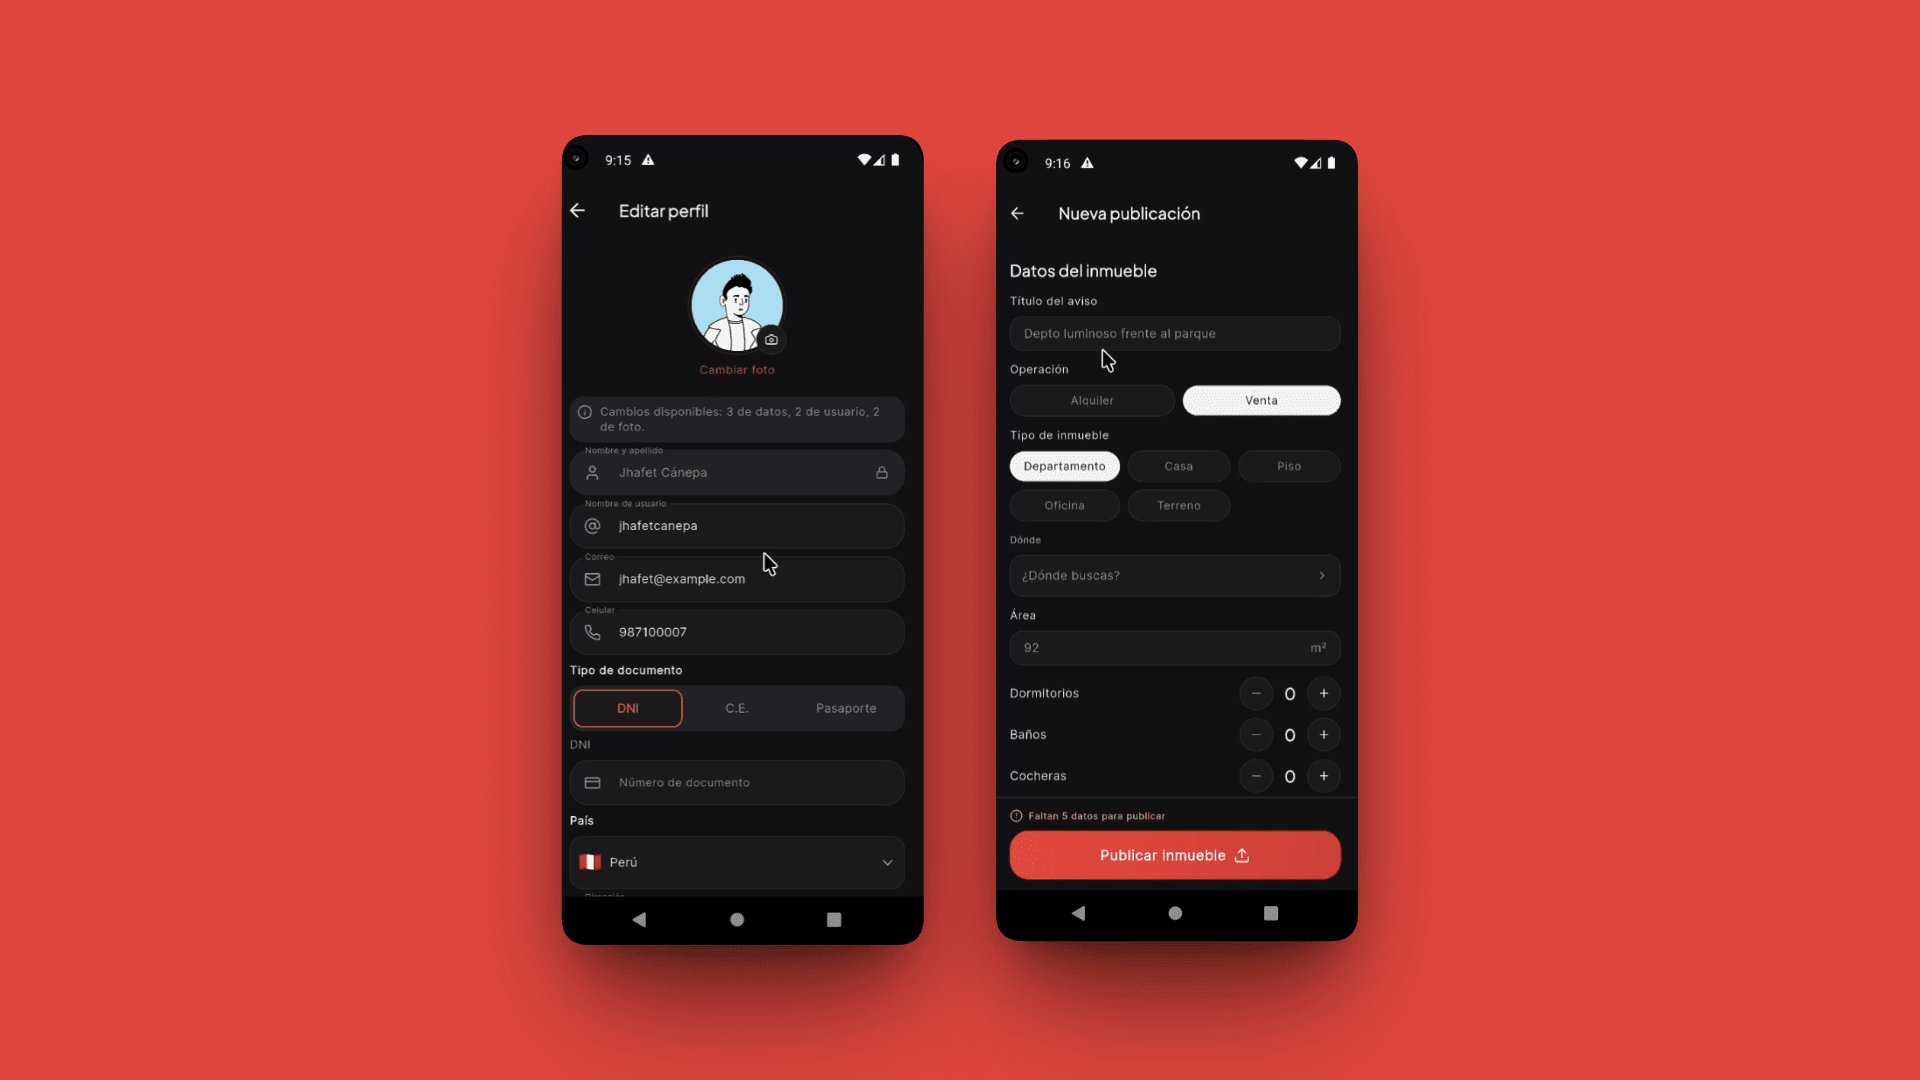 9:15
Editar perfil
Cambiar foto
Cambios disponibles: 3 de datos, 2 de usuario, 2
de foto.
Nombre y apellido
Jhafet Cánepa
Nombre de usuario
jhafetcanepa
Correo
jhafet@example.com
Celular
987100007
Tipo de documento
DNI
C.E.
Pasaporte
DNI
Número de documento
País
Perú
9:16
Nueva publicación
Datos del inmueble
Título del aviso
Depto luminoso frente al parque
Operación
Alquiler
Venta
Tipo de inmueble
Departamento
Casa
Piso
Oficina
Terreno
Dónde
¿Dónde buscas?
Área
92
m²
Dormitorios
0
Baños
0
Cocheras
0
Faltan 5 datos para publicar
Publicar inmueble